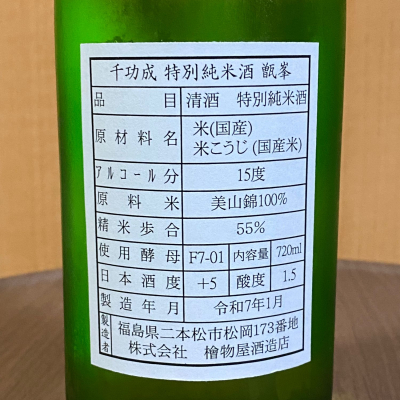 千功成 特別純米酒 甑峯
品目 清酒 特別純米酒
原材料名 米(国産)
米こうじ(国産米)
アルコール分 15度
原料米 美山錦100%
精米歩合 55%
使用酵母 F7-01 内容量 720ml
日本酒度 +5 酸度 1.5
製造年月 令和7年1月
製造者 福島県二本松市松岡173番地
株式会社 檜物屋酒造店